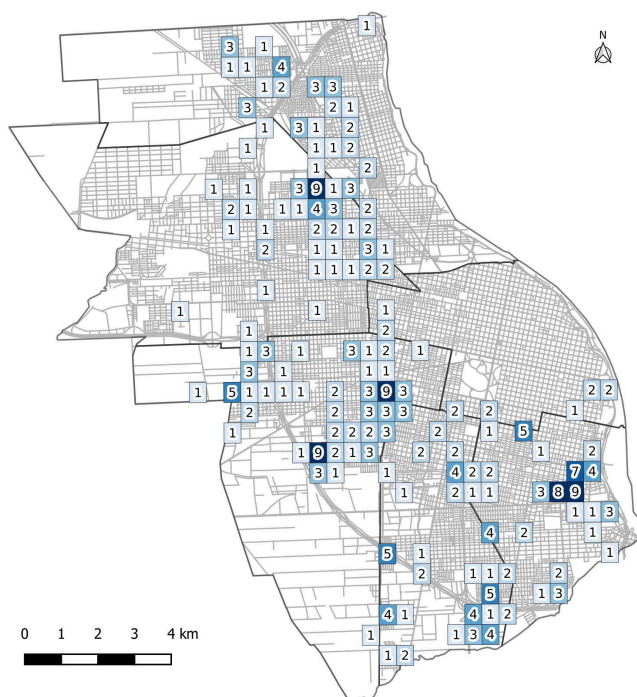 1
N
3 1
1 1 4
1 2 3 3
3 2 1
1 3 1 2
1 1 1 2
1 2
1 1 3 9 1 3
2 1 1 1 4 3 2
1 1 2 2 1 2
2 1 1 3 1
1 1 1 2 2
1
1 1 1
1 2
1 3 1 3 1 2 1
3 1 1 1
1 5 1 1 1 1 2 3 9 3 2 2
2 2 3 3 3 2 2 1
1 2 2 2 3 2 1 5
1 9 2 1 3 2 2 1 2
3 1 1 4 2 2 7 4
1 2 1 1 3 8 9
1 1 3
4 2 1
5 1 1
2 1 1 2 2
5 1 3
4 1 4 1 2
1 1 3 4
1 2
0 1 2 3 4 km